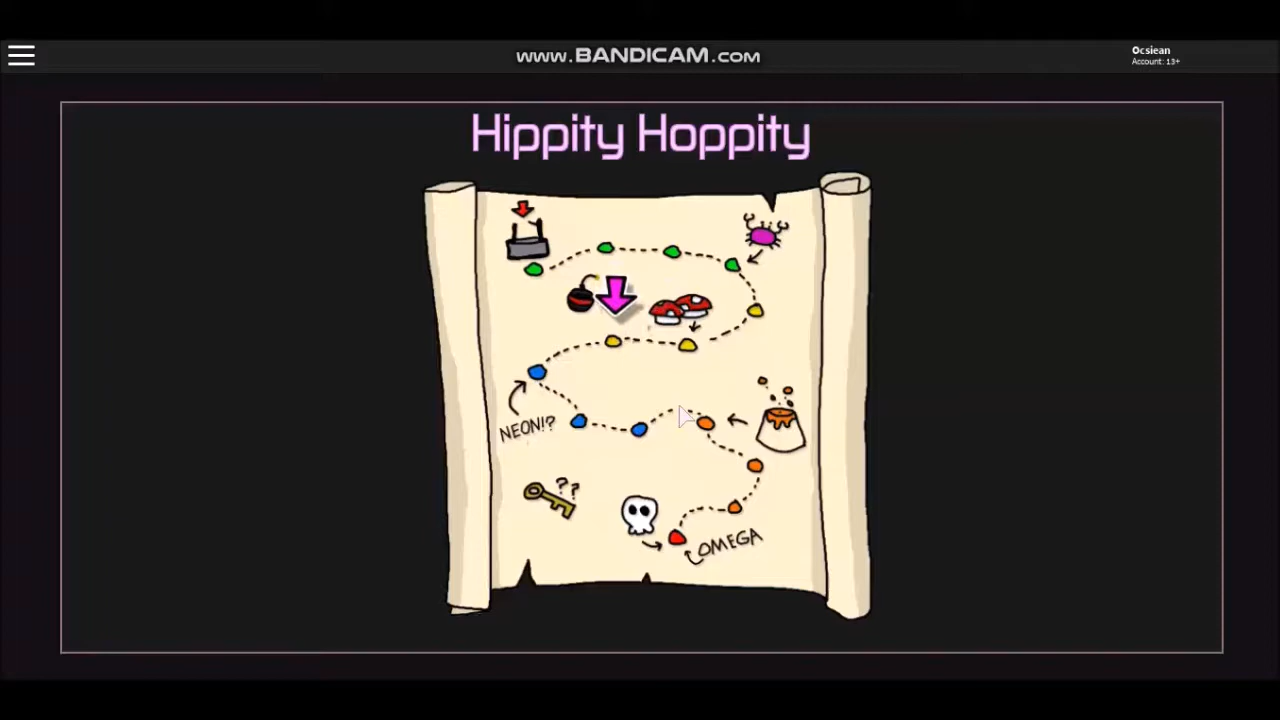 www.BANDICAM.com
Ocsiean
Account: 13+
Hippity Hoppity
NEON!?
??
OMEGA